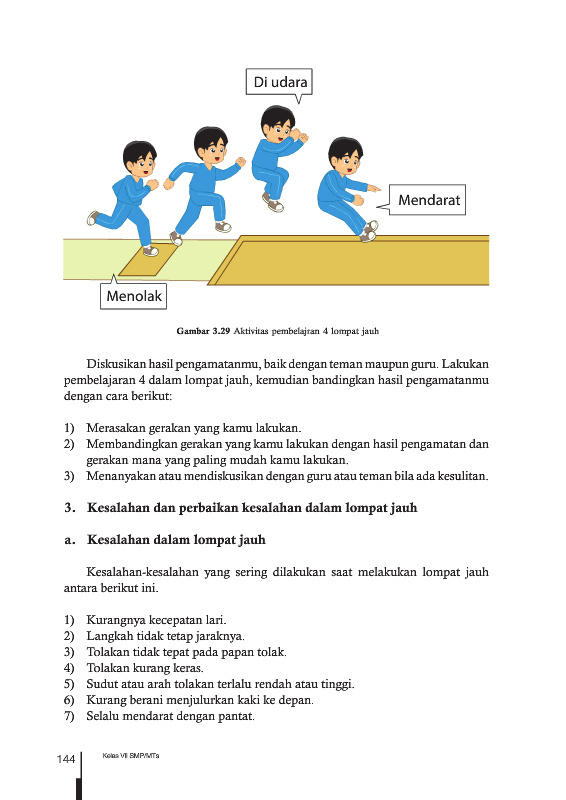 Di udara
Mendarat
Menolak
Gambar 3.29 Aktivitas pembelajran 4 lompat jauh
Diskusikan hasil pengamatanmu, baik dengan teman maupun guru. Lakukan
pembelajaran 4 dalam lompat jauh, kemudian bandingkan hasil pengamatanmu
dengan cara berikut:
1) Merasakan gerakan yang kamu lakukan.
2) Membandingkan gerakan yang kamu lakukan dengan hasil pengamatan dan
gerakan mana yang paling mudah kamu lakukan.
3) Menanyakan atau mendiskusikan dengan guru atau teman bila ada kesulitan.
3. Kesalahan dan perbaikan kesalahan dalam lompat jauh
a. Kesalahan dalam lompat jauh
Kesalahan-kesalahan yang sering dilakukan saat melakukan lompat jauh
antara berikut ini.
1) Kurangnya kecepatan lari.
2) Langkah tidak tetap jaraknya.
3) Tolakan tidak tepat pada papan tolak.
4) Tolakan kurang keras.
5) Sudut atau arah tolakan terlalu rendah atau tinggi.
6) Kurang berani menjulurkan kaki ke depan.
7) Selalu mendarat dengan pantat.
144 Kelas VII SMP/MTs